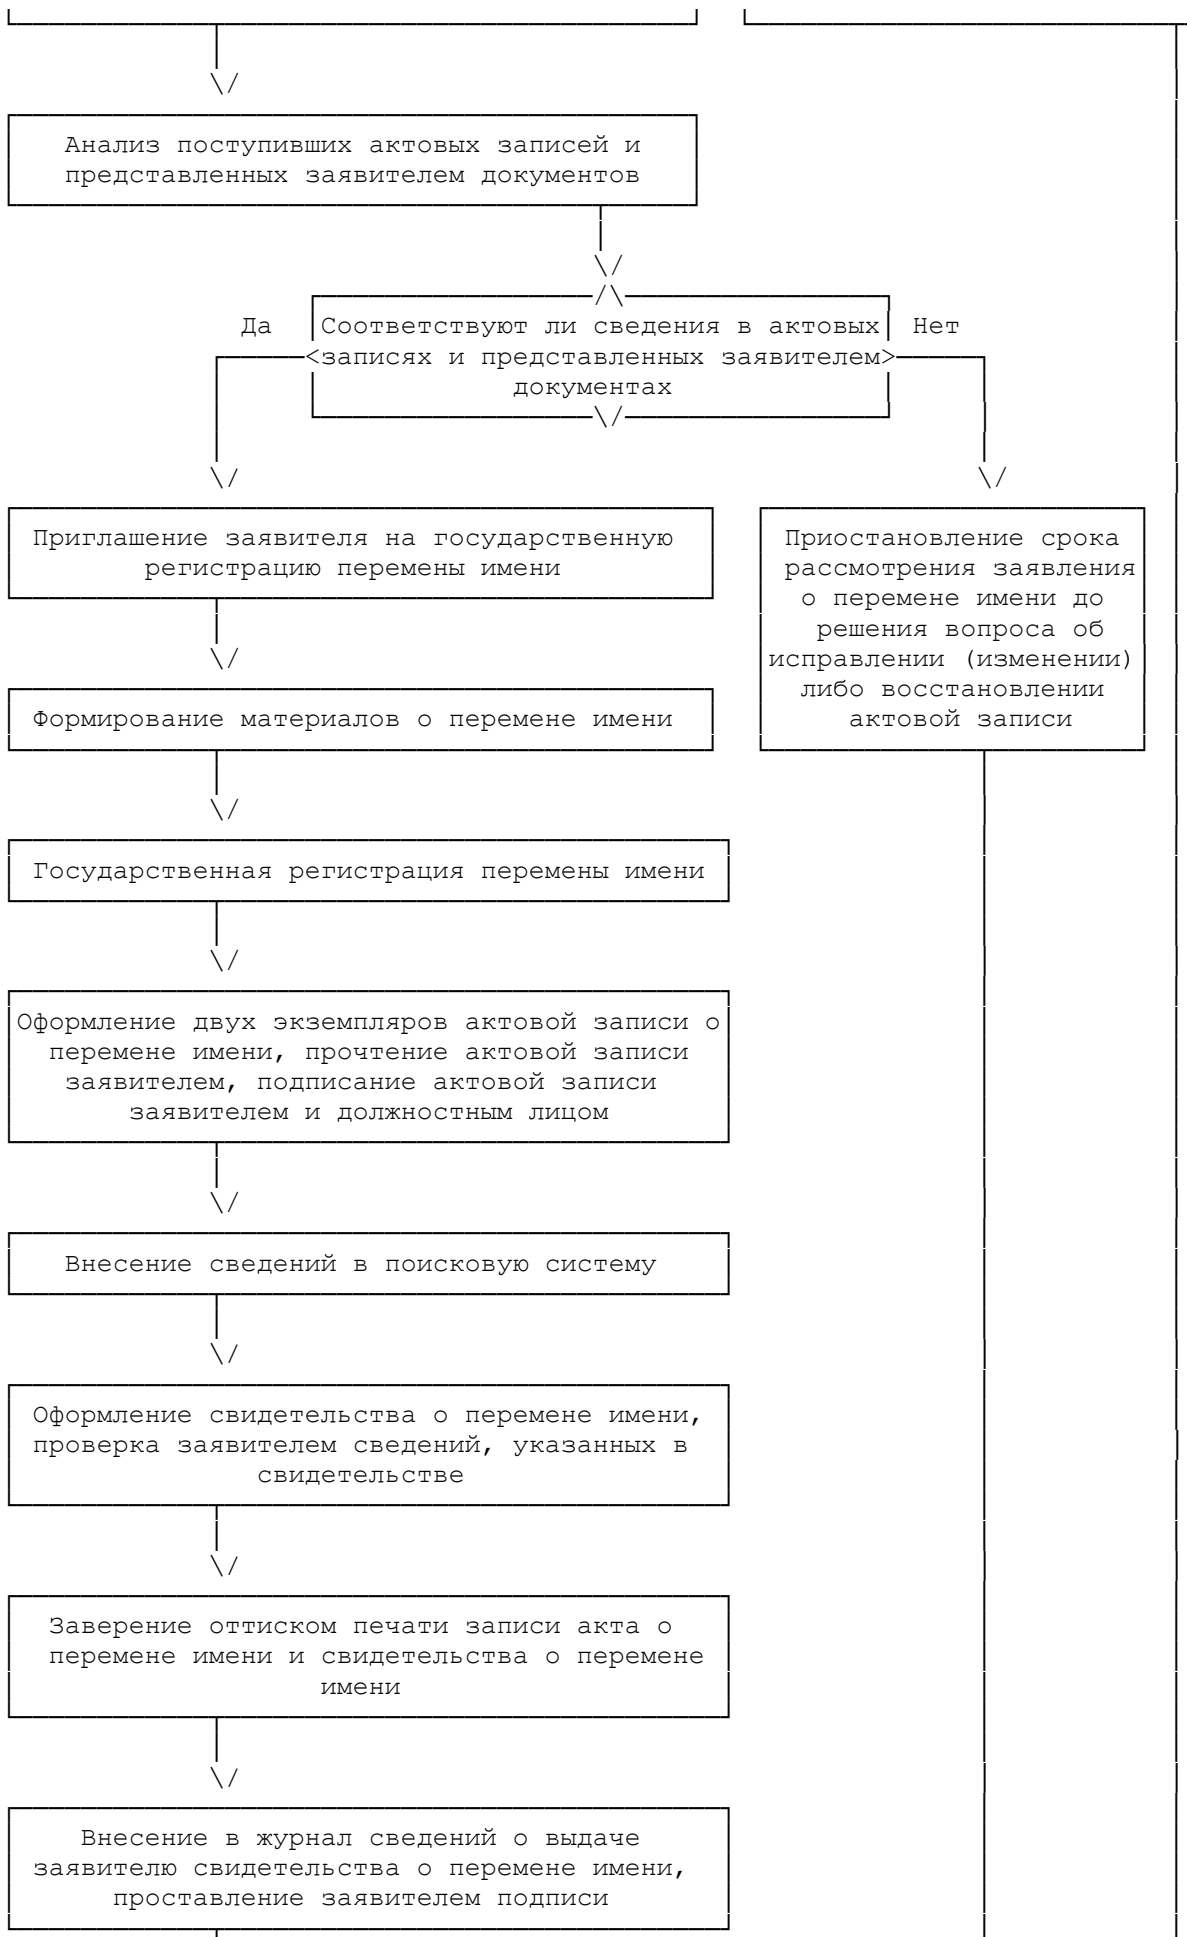 Анализ поступивших актовых записей и
представленных заявителем документов
Да
Соответствуют ли сведения в актовых
Нет
записях и представленных заявителем
документах
Приглашение заявителя на государственную
регистрацию перемены имени
Приостановление срока
рассмотрения заявления
о перемене имени до
решения вопроса об
исправлении (изменении)
либо восстановлении
актовой записи
Формирование материалов о перемене имени
Государственная регистрация перемены имени
Оформление двух экземпляров актовой записи о
перемене имени, прочтение актовой записи
заявителем, подписание актовой записи
заявителем и должностным лицом
Внесение сведений в поисковую систему
Оформление свидетельства о перемене имени,
проверка заявителем сведений, указанных в
свидетельстве
Заверение оттиском печати записи акта о
перемене имени и свидетельства о перемене
имени
Внесение в журнал сведений о выдаче
заявителю свидетельства о перемене имени,
проставление заявителем подписи